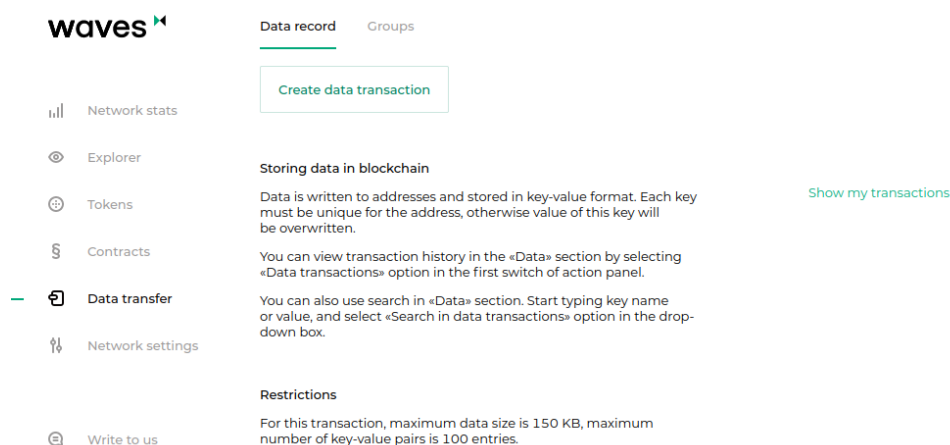 waves
Data record
Groups
Create data transaction
Network stats
Explorer
Tokens
Contracts
Data transfer
Network settings
Write to us
Storing data in blockchain
Data is written to addresses and stored in key-value format. Each key
must be unique for the address, otherwise value of this key will
be overwritten.
You can view transaction history in the «Data» section by selecting
«Data transactions» option in the first switch of action panel.
You can also use search in «Data» section. Start typing key name
or value, and select «Search in data transactions» option in the drop-
down box.
Restrictions
For this transaction, maximum data size is 150 KB, maximum
number of key-value pairs is 100 entries.
Show my transactions